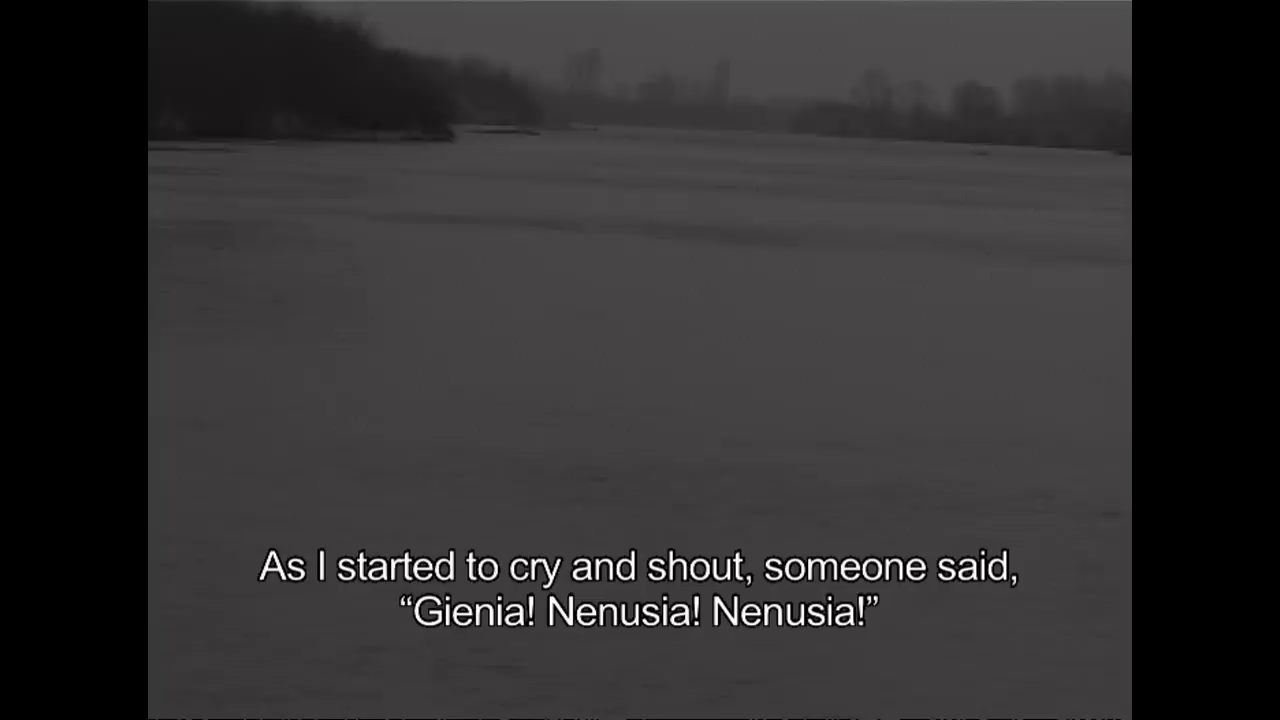 As I started to cry and shout, someone said,
“Gienia! Nenusia! Nenusia!”